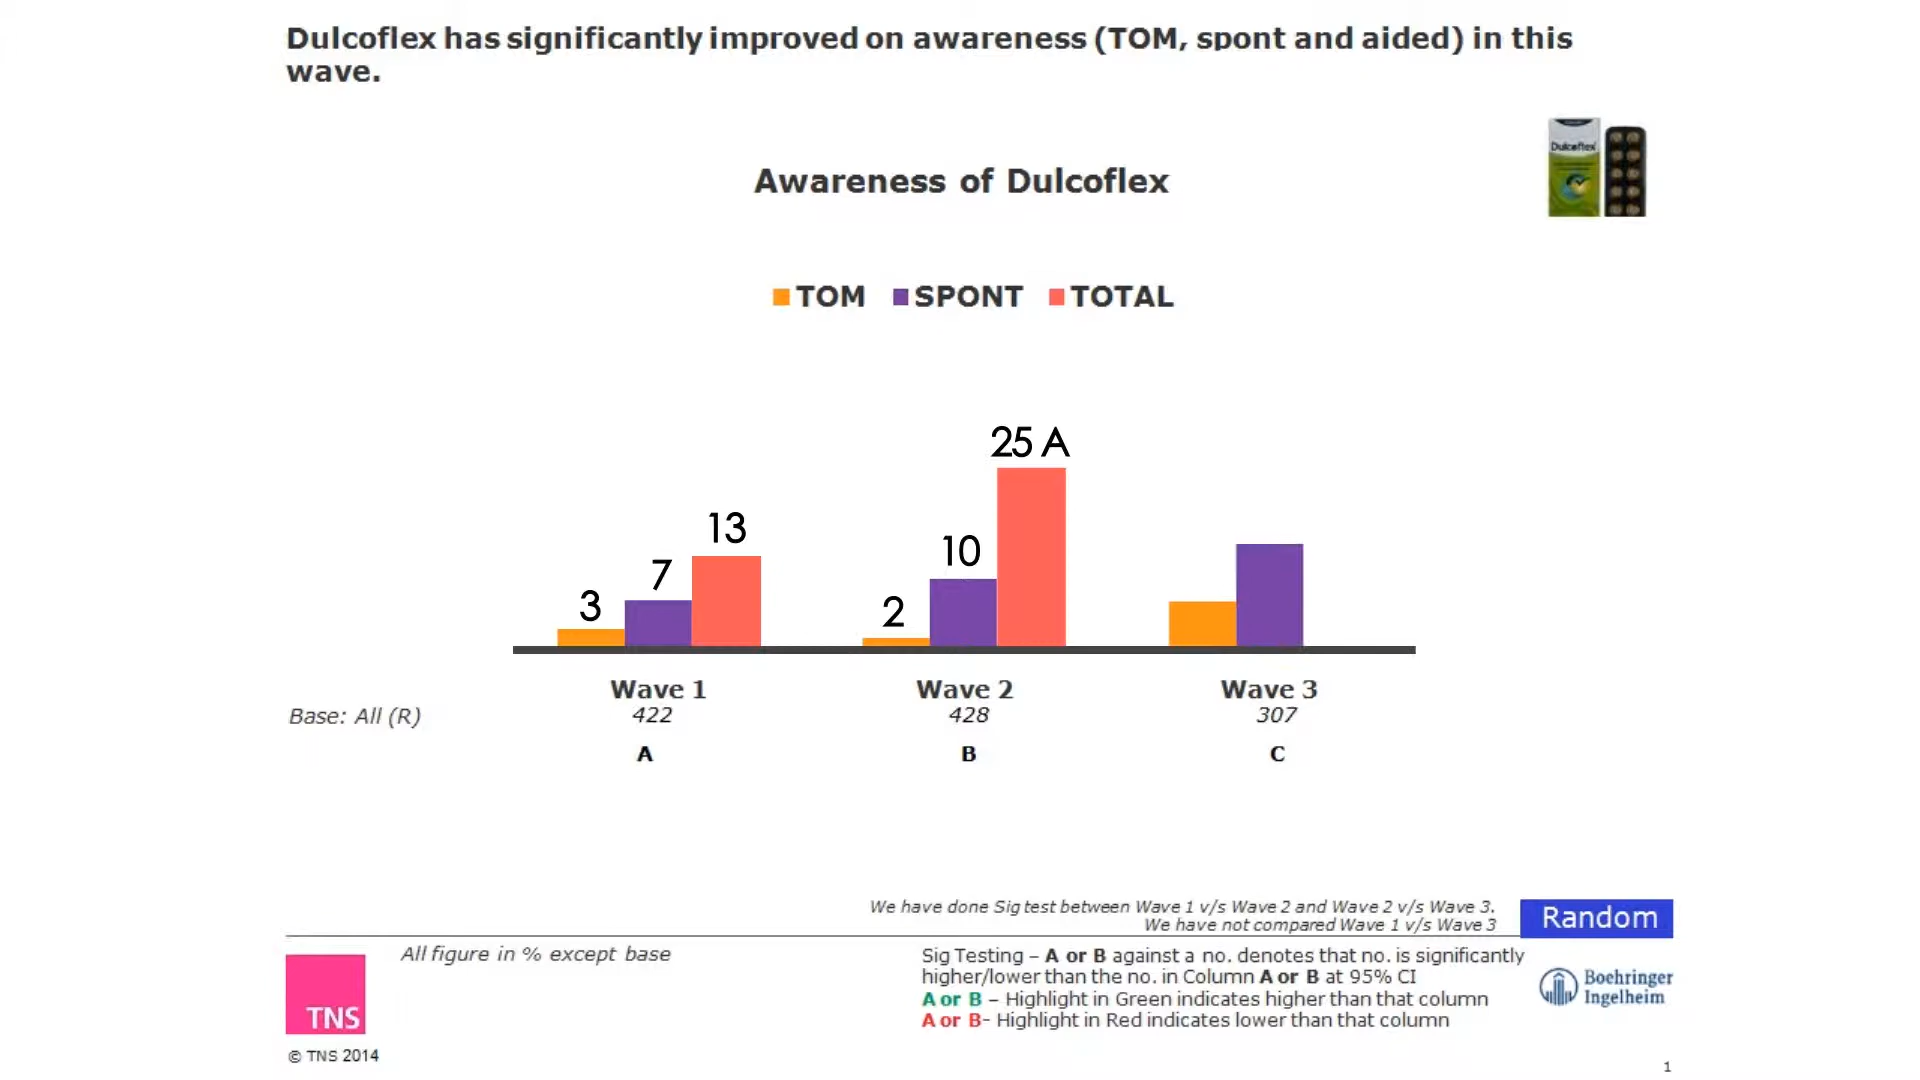 Dulcoflex has significantly improved on awareness (TOM, spont and aided) in this
wave.
Dulcoflex
Awareness of Dulcoflex
TOM SPONT TOTAL
25 A
13
10
7
3
2
Wave 1 Wave 2 Wave 3
Base: All (R) 422 428 307
A B C
We have done Sig test between Wave 1 v/s Wave 2 and Wave 2 v/s Wave 3.
We have not compared Wave 1 v/s Wave 3
Random
All figure in % except base
Sig Testing – A or B against a no. denotes that no. is significantly
higher/lower than the no. in Column A or B at 95% CI
A or B – Highlight in Green indicates higher than that column
A or B- Highlight in Red indicates lower than that column
Boehringer
Ingelheim
TNS
© TNS 2014
1